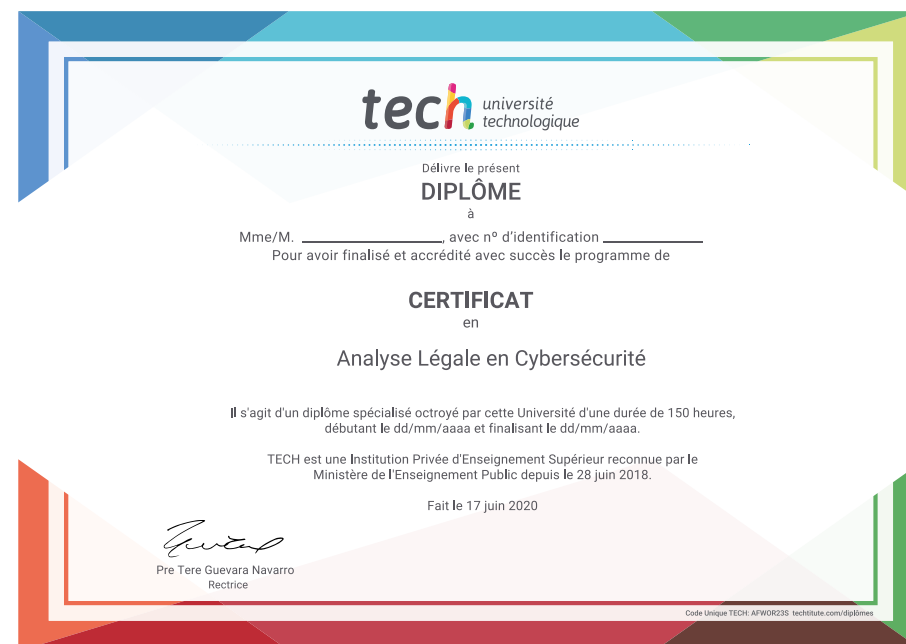 tech université
technologique
Délivre le présent
DIPLÔME
à
Mme/M. ____________________, avec nº d'identification ______________
Pour avoir finalisé et accrédité avec succès le programme de
CERTIFICAT
en
Analyse Légale en Cybersécurité
Il s'agit d'un diplôme spécialisé octroyé par cette Université d'une durée de 150 heures,
débutant le dd/mm/aaaa et finalisant le dd/mm/aaaa.
TECH est une Institution Privée d'Enseignement Supérieur reconnue par le
Ministère de l'Enseignement Public depuis le 28 juin 2018.
Fait le 17 juin 2020
Pre Tere Guevara Navarro
Rectrice
Code Unique TECH: AFWOR23S techtitute.com/diplômes